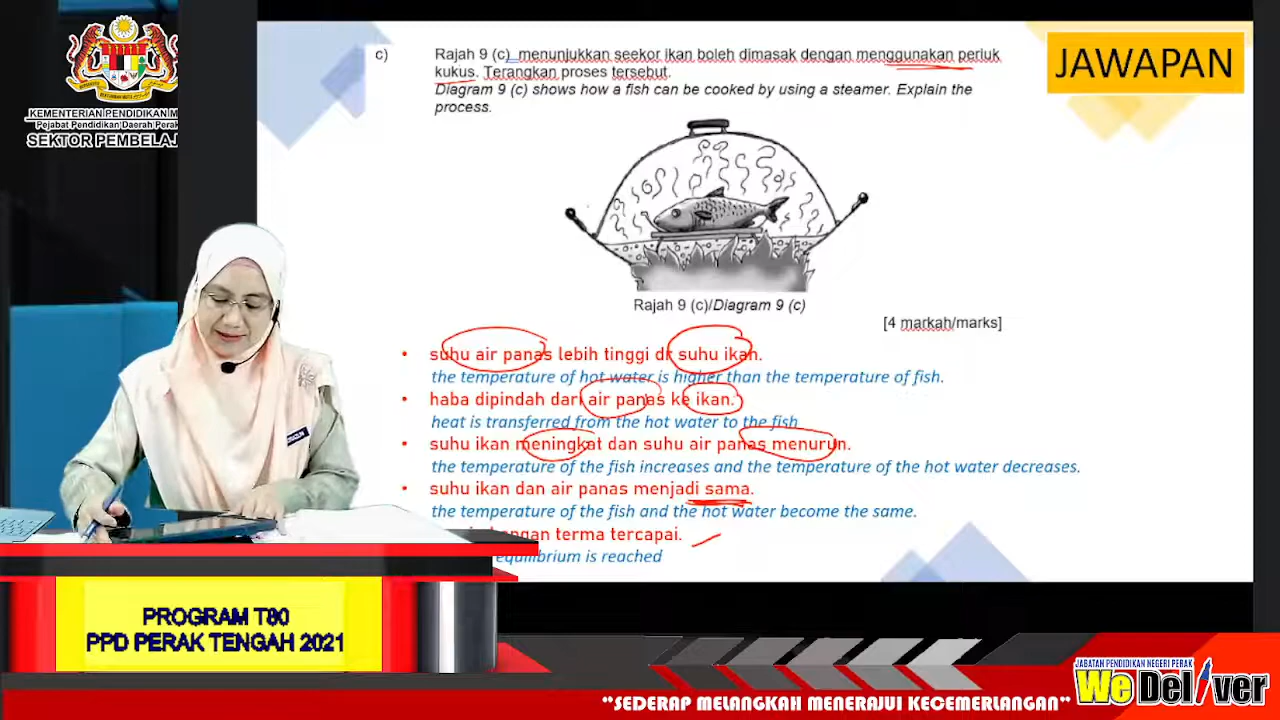 KEMENTERIAN PENDIDIKAN M
Pejabat Pendidikan Daerah Perak
SEKTOR PEMBELAJ
JAWAPAN
c) Rajah 9 (c) menunjukkan seekor ikan boleh dimasak dengan menggunakan periuk
kukus. Terangkan proses tersebut.
Diagram 9 (c) shows how a fish can be cooked by using a steamer. Explain the
process.
Rajah 9 (c)/Diagram 9 (c)
[4 markah/marks]
• suhu air panas lebih tinggi dr suhu ikan.
the temperature of hot water is higher than the temperature of fish.
• haba dipindah dari air panas ke ikan.
heat is transferred from the hot water to the fish
• suhu ikan meningkat dan suhu air panas menurun.
the temperature of the fish increases and the temperature of the hot water decreases.
• suhu ikan dan air panas menjadi sama.
the temperature of the fish and the hot water become the same.
terma tercapai.
equilibrium is reached
PROGRAM T80
PPD PERAK TENGAH 2021
JABATAN PENDIDIKAN NEGERI PERAK
We Deliver
"SEDERAP MELANGKAH MENERAJUI KECEMERLANGAN"